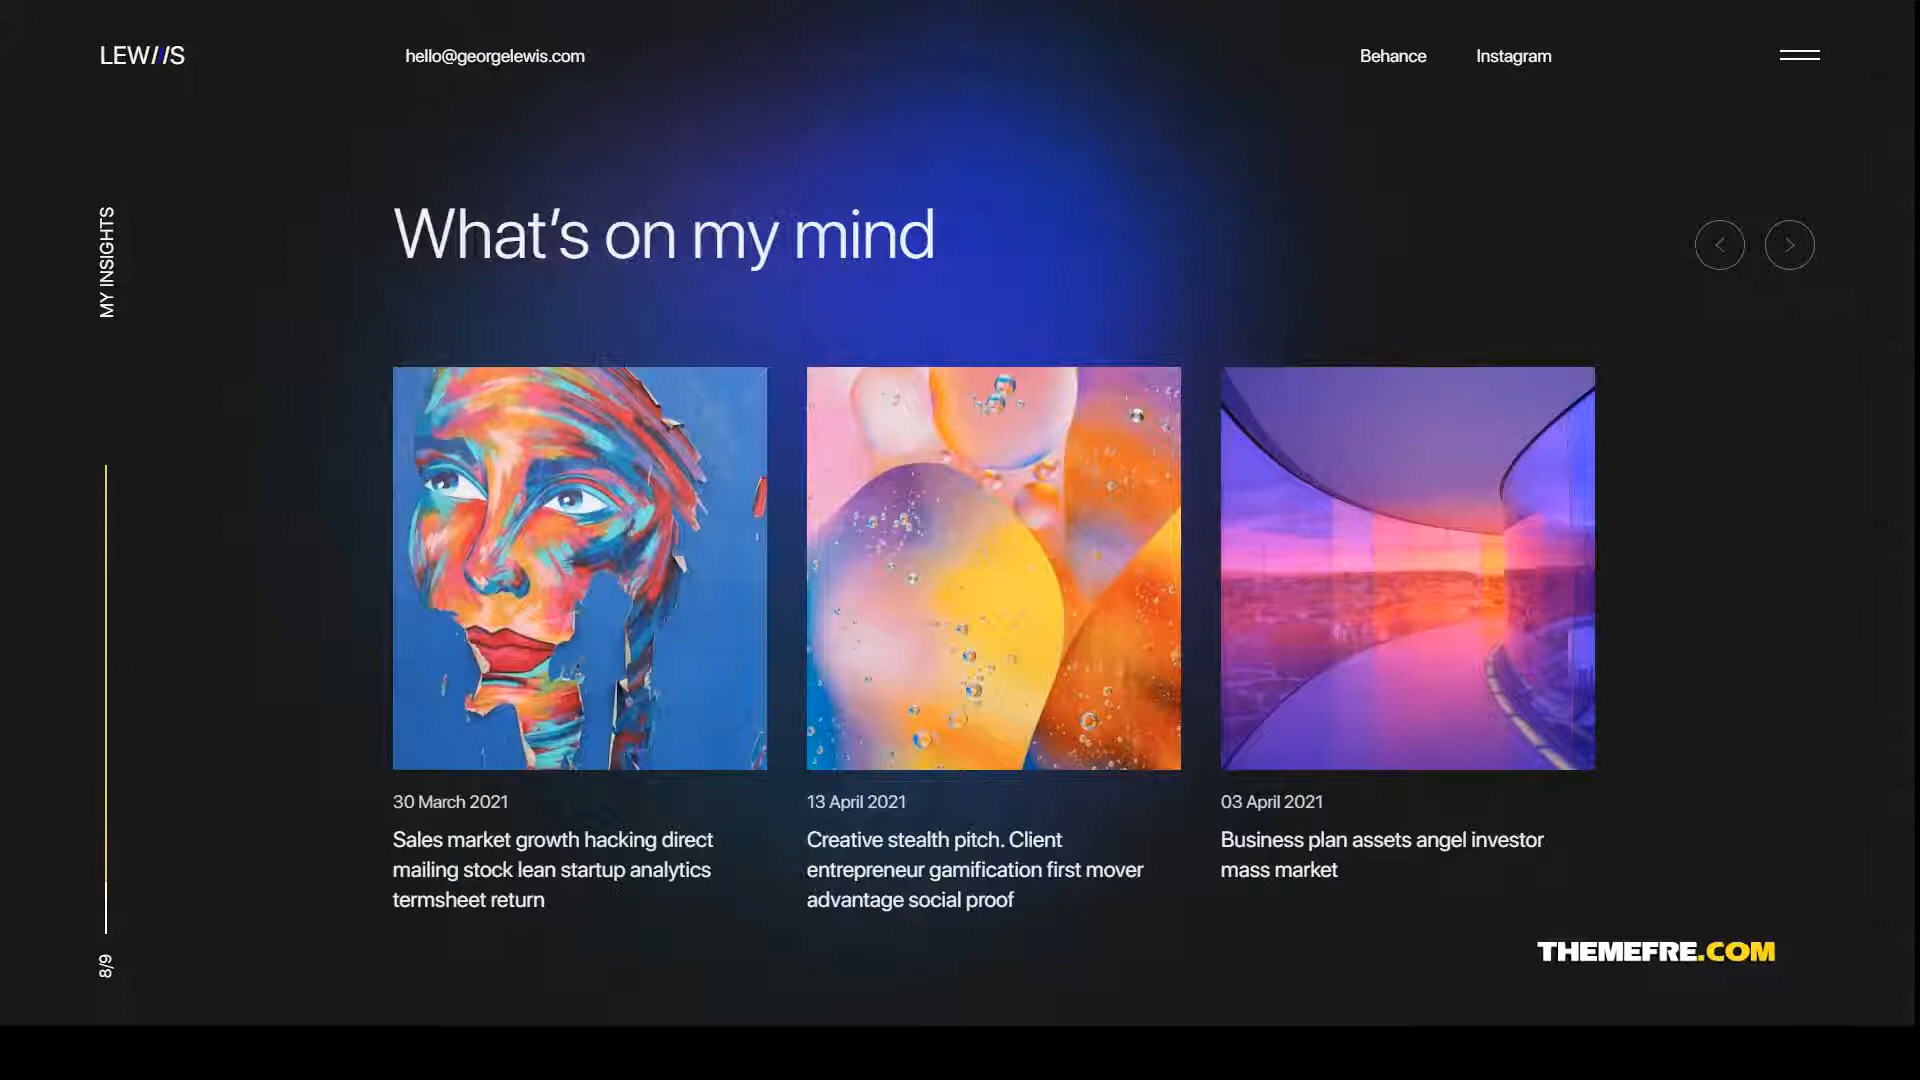 LEW//S
hello@georgelewis.com
Behance
Instagram
MY INSIGHTS
What's on my mind
30 March 2021
Sales market growth hacking direct
mailing stock lean startup analytics
termsheet return
13 April 2021
Creative stealth pitch. Client
entrepreneur gamification first mover
advantage social proof
03 April 2021
Business plan assets angel investor
mass market
8/9
THEMEFRE.COM